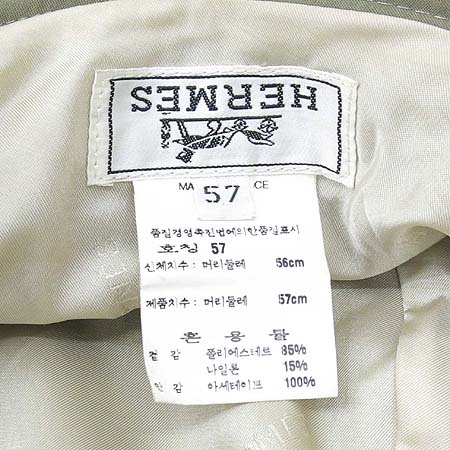 HERMES
MA CE
57
품질경영촉진법에의한품질표시
호칭 57
신체치수 : 머리둘레 56cm
제품치수 : 머리둘레 57cm
혼 용 률
겉 감 폴리에스테르 85%
나일론 15%
안 감 아세테이트 100%